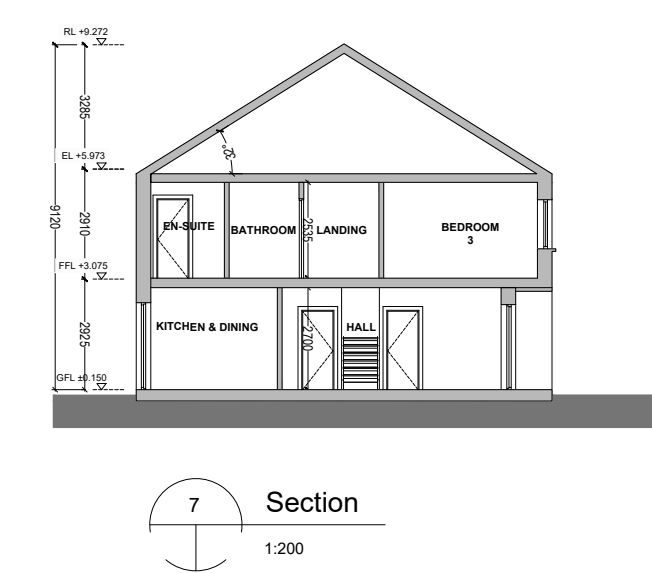 RL +9.272
3285
32°
EL +5.973
9120
2910
EN-SUITE
BATHROOM
2535
LANDING
BEDROOM
3
FFL +3.075
2925
KITCHEN & DINING
2700
HALL
GFL ±0.150
7
Section
1:200